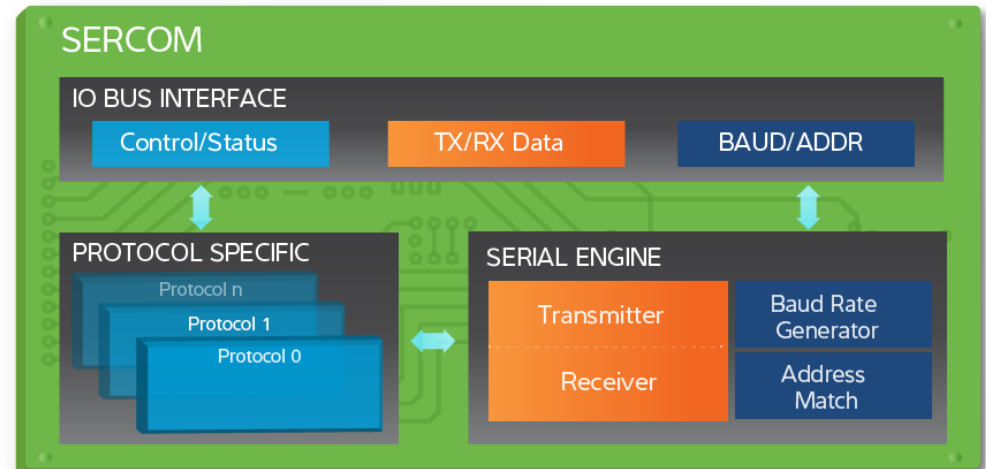 SERCOM
IO BUS INTERFACE
Control/Status
TX/RX Data
BAUD/ADDR
PROTOCOL SPECIFIC
Protocol n
Protocol 1
Protocol 0
SERIAL ENGINE
Transmitter
Receiver
Baud Rate
Generator
Address
Match